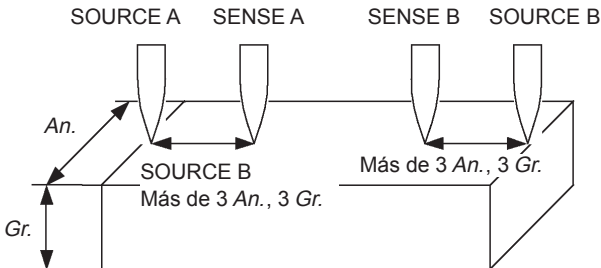 SOURCE A SENSE A SENSE B SOURCE B
An.
SOURCE B
Más de 3 An., 3 Gr.
Más de 3 An., 3 Gr.
Gr.